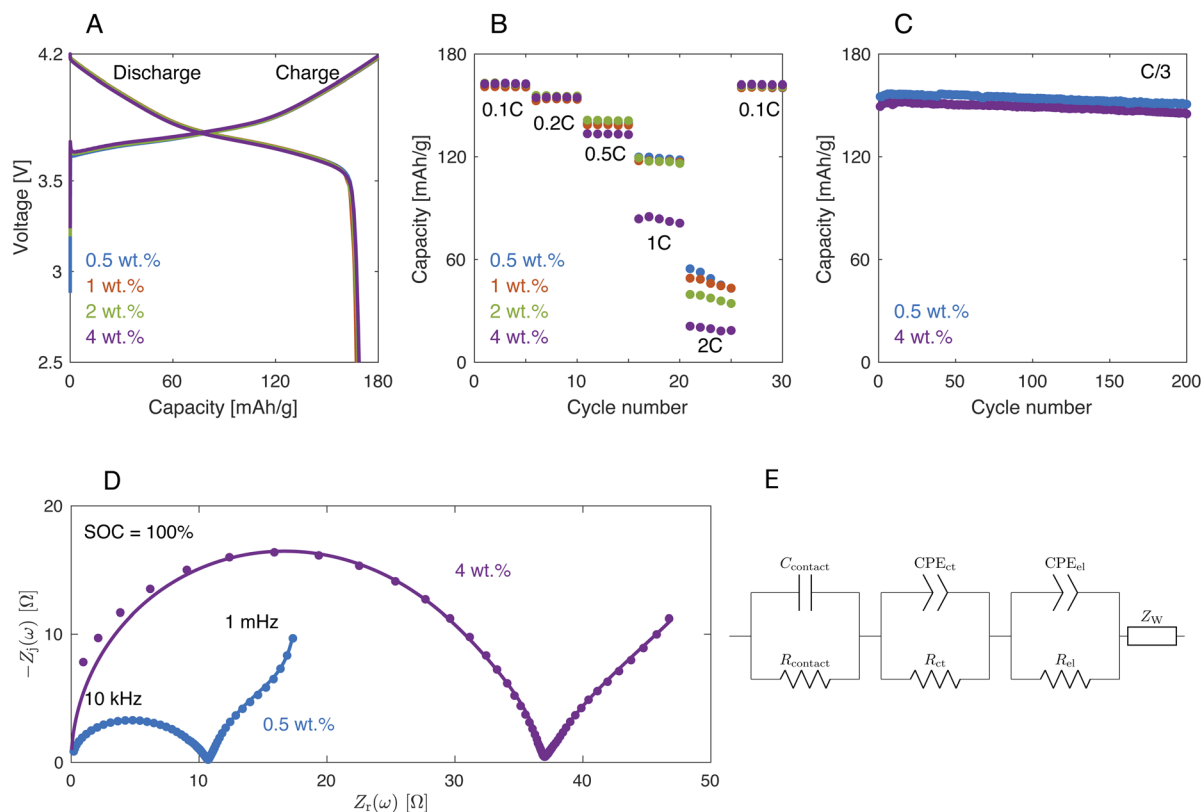 A
4.2
3.5
3
2.5
Voltage [V]
Discharge
Charge
0.5 wt.%
1 wt.%
2 wt.%
4 wt.%
0
60
120
180
Capacity [mAh/g]
B
180
120
60
0
Capacity [mAh/g]
0.1C
0.2C
0.5C
1C
2C
0.1C
0.5 wt.%
1 wt.%
2 wt.%
4 wt.%
0
10
20
30
Cycle number
C
180
120
60
0
Capacity [mAh/g]
C/3
0.5 wt.%
4 wt.%
0
50
100
150
200
Cycle number
D
20
10
0
−Zj(ω) [Ω]
SOC = 100%
4 wt.%
1 mHz
10 kHz
0.5 wt.%
0
10
20
30
40
50
Zr(ω) [Ω]
E
Ccontact
CPEct
CPEel
ZW
Rcontact
Rct
Rel